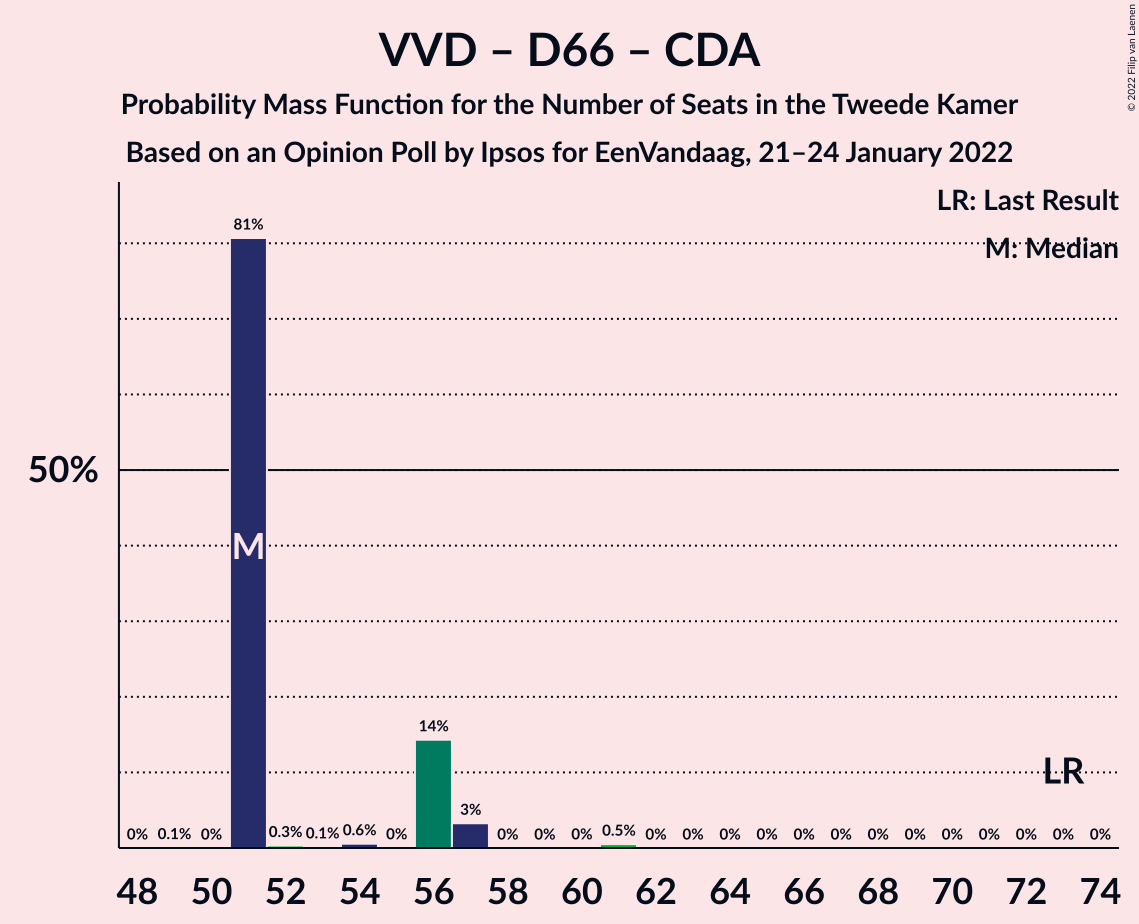 © 2022 Filip van Laenen
VVD – D66 – CDA
Probability Mass Function for the Number of Seats in the Tweede Kamer
Based on an Opinion Poll by Ipsos for EenVandaag, 21–24 January 2022
LR: Last Result
M: Median
50%
81%
M
14%
3%
LR
0% 0.1% 0% 0.3% 0.1% 0.6% 0% 0% 0% 0% 0.5% 0% 0% 0% 0% 0% 0% 0% 0% 0% 0% 0% 0% 0%
48 50 52 54 56 58 60 62 64 66 68 70 72 74